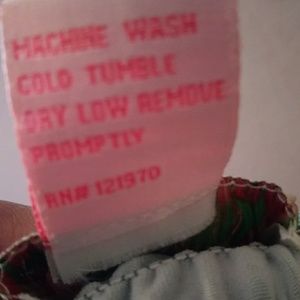 MACHINE WASH
COLD TUMBLE
DRY LOW REMOVE
PROMPTLY
RN# 121970